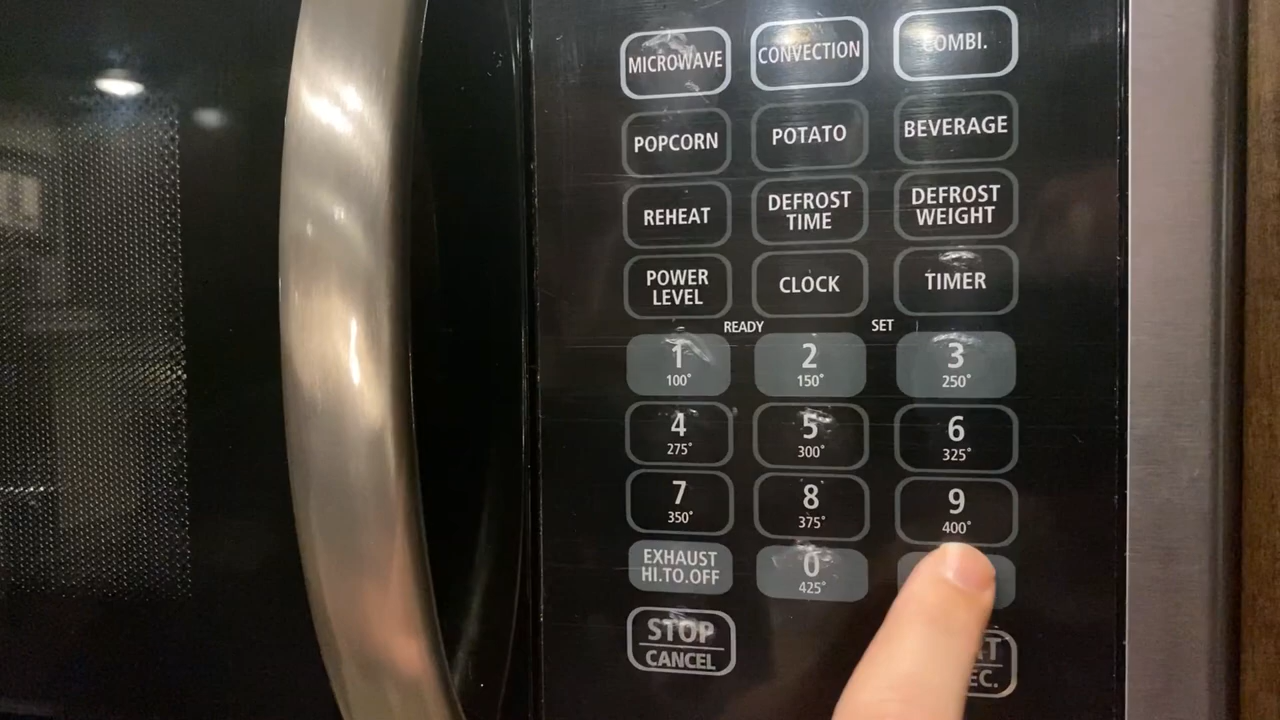 MICROWAVE
CONVECTION
COMBI.
POPCORN
POTATO
BEVERAGE
REHEAT
DEFROST
TIME
DEFROST
WEIGHT
POWER
LEVEL
CLOCK
TIMER
READY
SET
1
100°
2
150°
3
250°
4
275°
5
300°
6
325°
7
350°
8
375°
9
400°
EXHAUST
HI.TO.OFF
0
425°
STOP
CANCEL